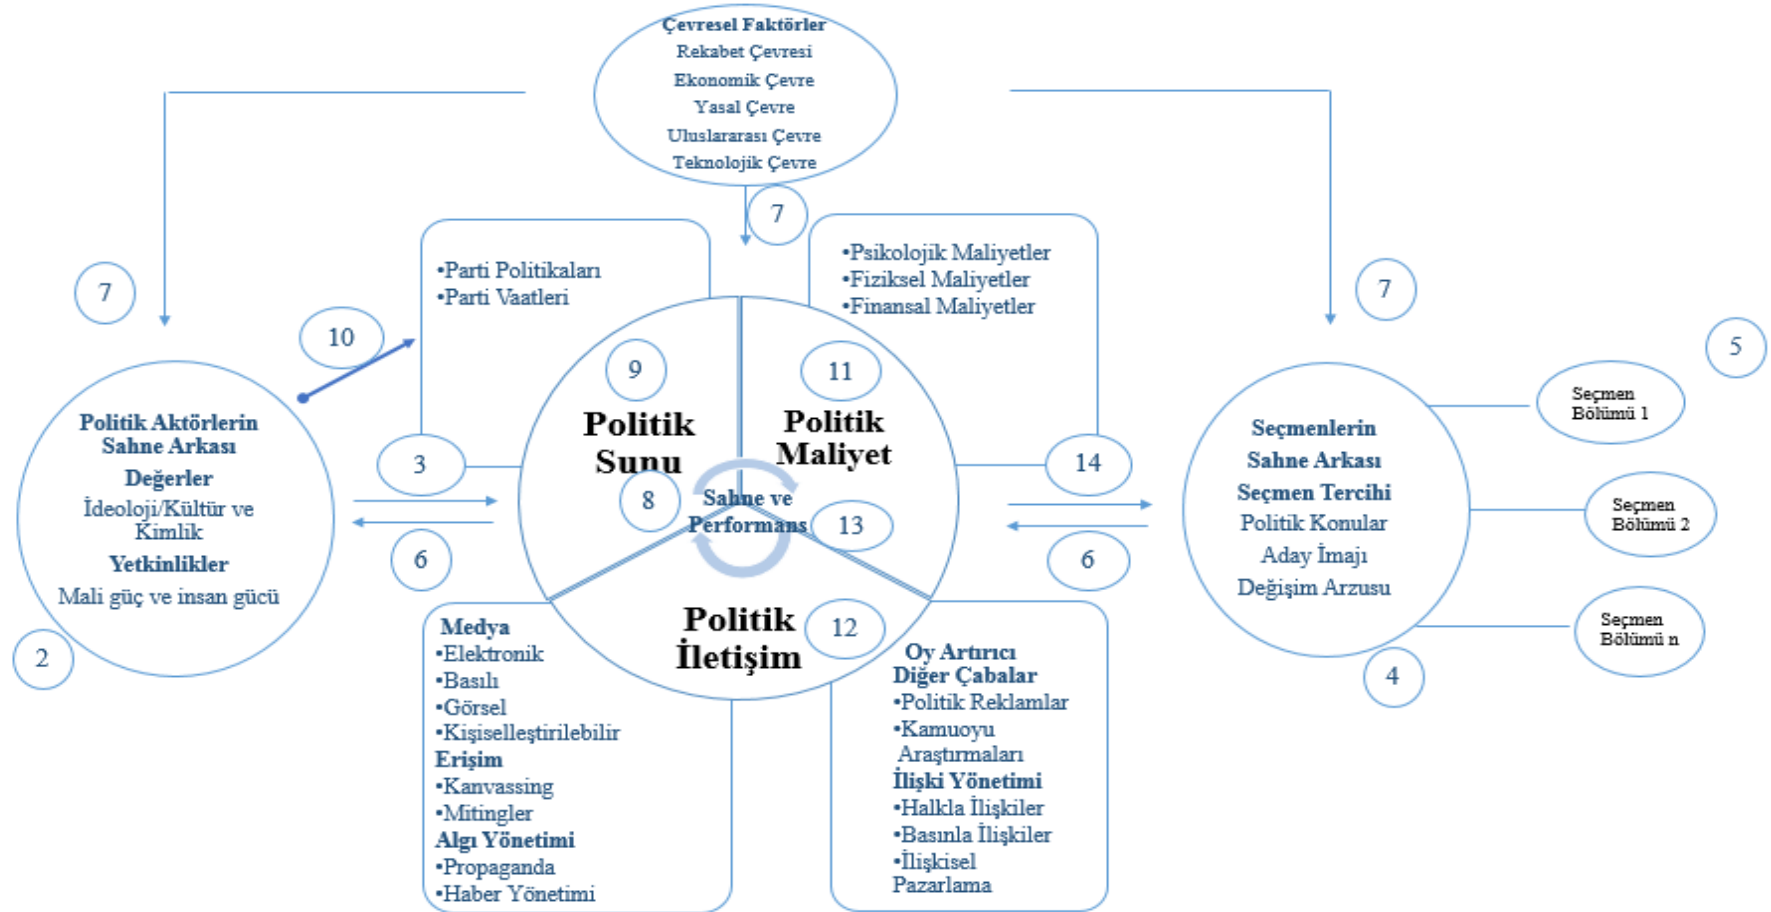 Çevresel Faktörler
Rekabet Çevresi
Ekonomik Çevre
Yasal Çevre
Uluslararası Çevre
Teknolojik Çevre
7
7
7
•Parti Politikaları
•Parti Vaatleri
•Psikolojik Maliyetler
•Fiziksel Maliyetler
•Finansal Maliyetler
10
5
Politik Aktörlerin
Sahne Arkası
Değerler
İdeoloji/Kültür ve
Kimlik
Yetkinlikler
Mali güç ve insan gücü
2
3
6
9
Politik
Sunu
8
11
Politik
Maliyet
Sahne ve
Performans
13
Politik
İletişim
12
14
6
Seçmenlerin
Sahne Arkası
Seçmen Tercihi
Politik Konular
Aday İmajı
Değişim Arzusu
4
Seçmen
Bölümü 1
Seçmen
Bölümü 2
Seçmen
Bölümü n
Medya
•Elektronik
•Basılı
•Görsel
•Kişiselleştirilebilir
Erişim
•Kanvassing
•Mitingler
Algı Yönetimi
•Propaganda
•Haber Yönetimi
Oy Artırıcı
Diğer Çabalar
•Politik Reklamlar
•Kamuoyu
Araştırmaları
İlişki Yönetimi
•Halkla İlişkiler
•Basınla İlişkiler
•İlişkisel
Pazarlama